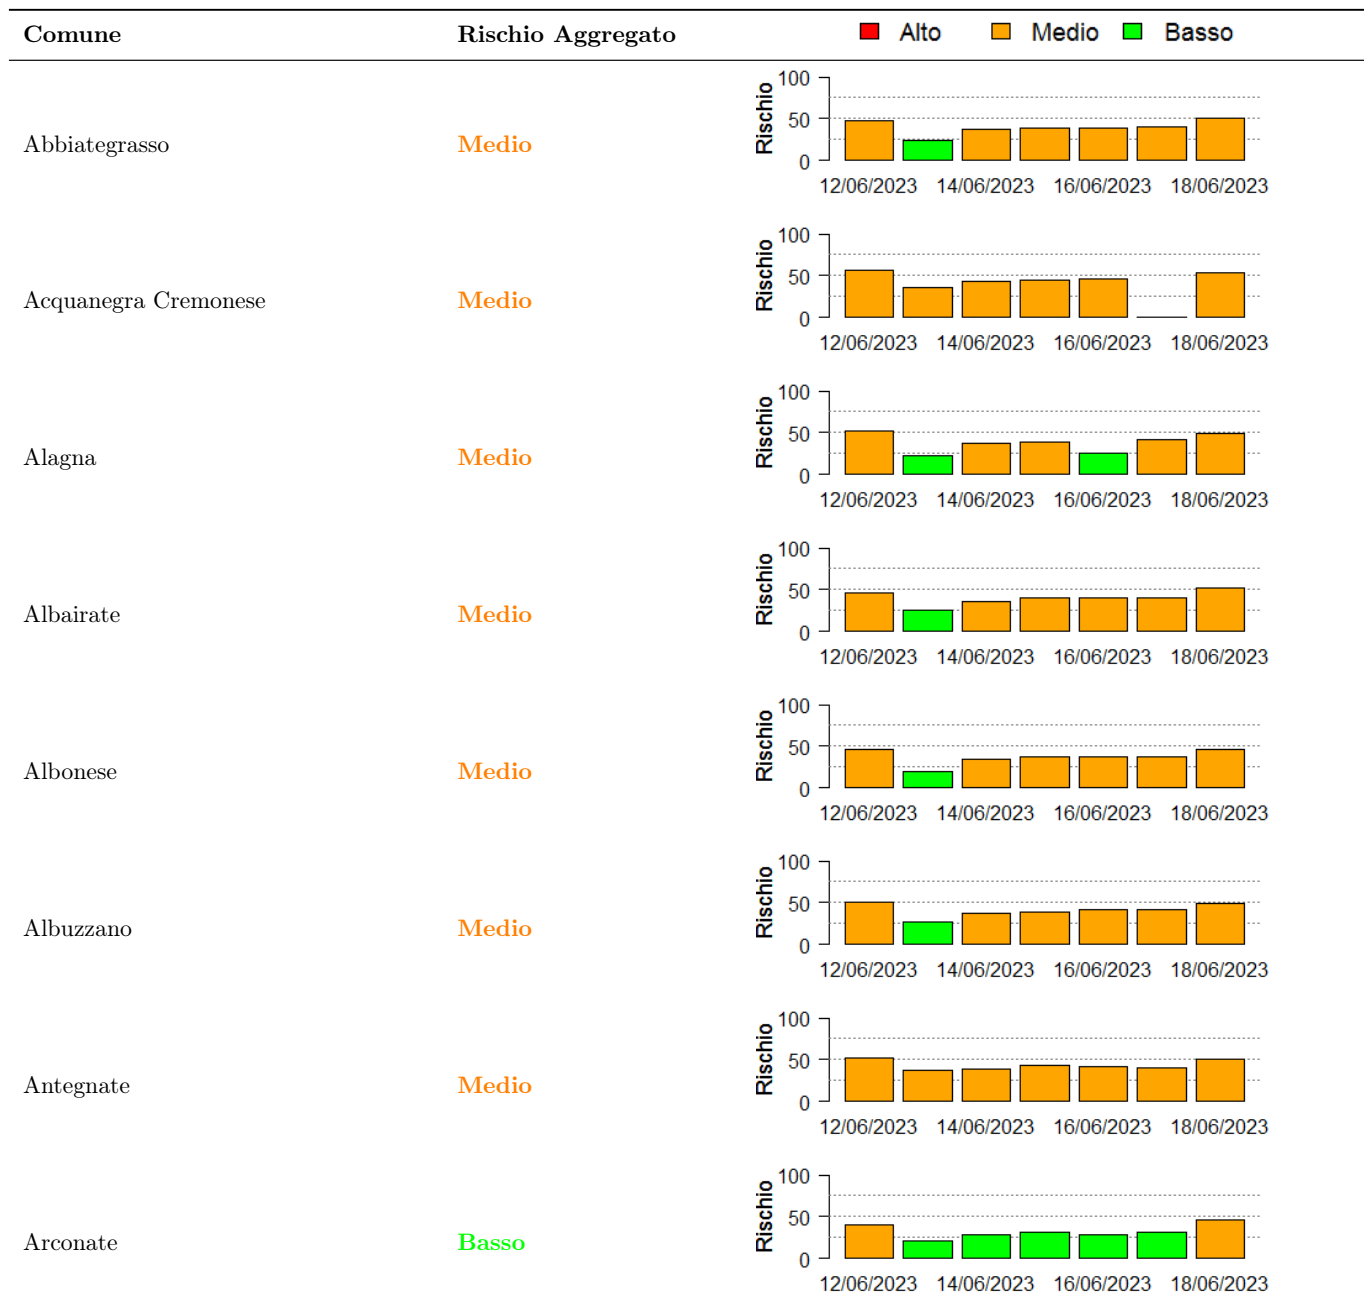 Comune Rischio Aggregato Alto Medio Basso
100
Rischio
50
0
Abbiategrasso Medio
12/06/2023 14/06/2023 16/06/2023 18/06/2023
100
Rischio
50
0
Acquanegra Cremonese Medio
12/06/2023 14/06/2023 16/06/2023 18/06/2023
100
Rischio
50
0
Alagna Medio
12/06/2023 14/06/2023 16/06/2023 18/06/2023
100
Rischio
50
0
Albairate Medio
12/06/2023 14/06/2023 16/06/2023 18/06/2023
100
Rischio
50
0
Albonese Medio
12/06/2023 14/06/2023 16/06/2023 18/06/2023
100
Rischio
50
0
Albuzzano Medio
12/06/2023 14/06/2023 16/06/2023 18/06/2023
100
Rischio
50
0
Antegnate Medio
12/06/2023 14/06/2023 16/06/2023 18/06/2023
100
Rischio
50
0
Arconate Basso
12/06/2023 14/06/2023 16/06/2023 18/06/2023